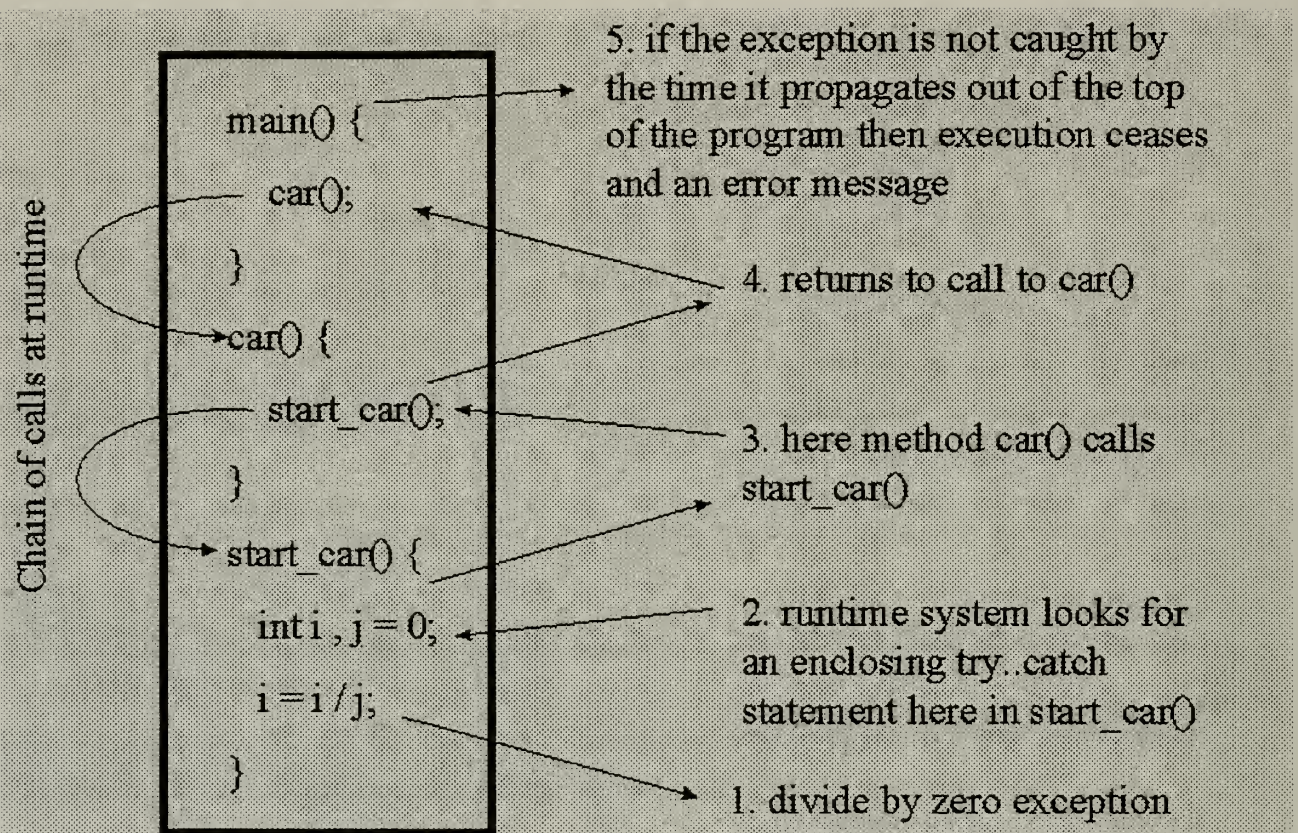 Chain of calls at runtime
main() {
car();
}
car() {
start_car();
}
start_car() {
int i , j = 0;
i = i / j;
}
5. if the exception is not caught by
the time it propagates out of the top
of the program then execution ceases
and an error message
4. returns to call to car()
3. here method car() calls
start_car()
2. runtime system looks for
an enclosing try..catch
statement here in start_car()
1. divide by zero exception